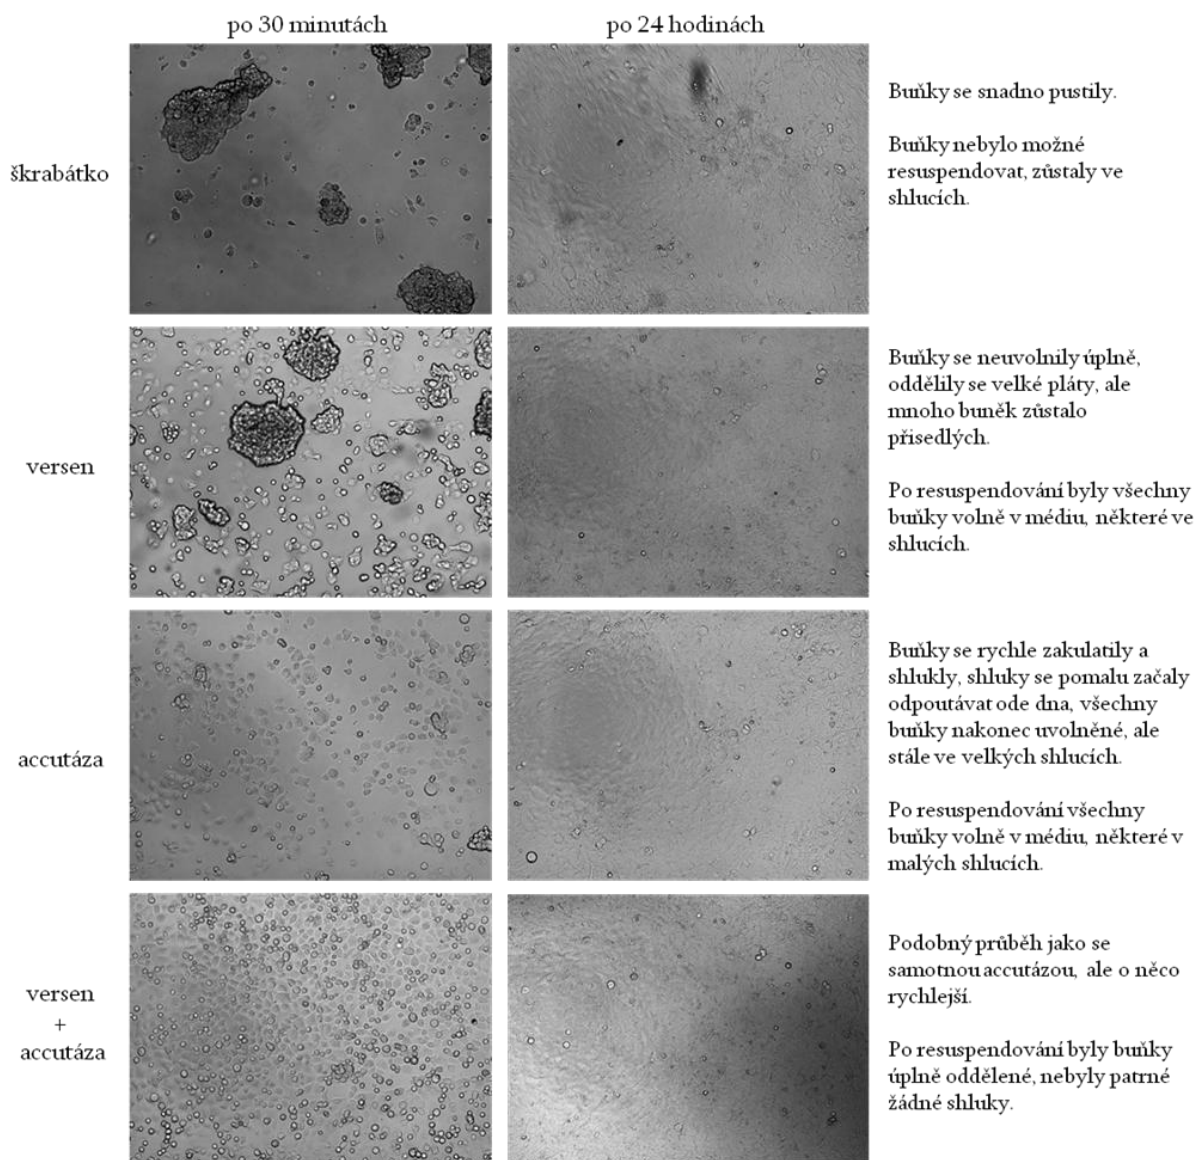 po 30 minutách
po 24 hodinách
škrabátko
Buňky se snadno pustily.
Buňky nebylo možné
resuspendovat, zůstaly ve
shlucích.
versen
Buňky se neuvolnily úplně,
oddělily se velké pláty, ale
mnoho buněk zůstalo
přisedlých.
Po resuspendování byly všechny
buňky volně v médiu, některé ve
shlucích.
accutáza
Buňky se rychle zakulatily a
shlukly, shluky se pomalu začaly
odpoutávat ode dna, všechny
buňky nakonec uvolněné, ale
stále ve velkých shlucích.
Po resuspendování všechny
buňky volně v médiu, některé v
malých shlucích.
versen
+
accutáza
Podobný průběh jako se
samotnou accutázou, ale o něco
rychlejší.
Po resuspendování byly buňky
úplně oddělené, nebyly patrné
žádné shluky.